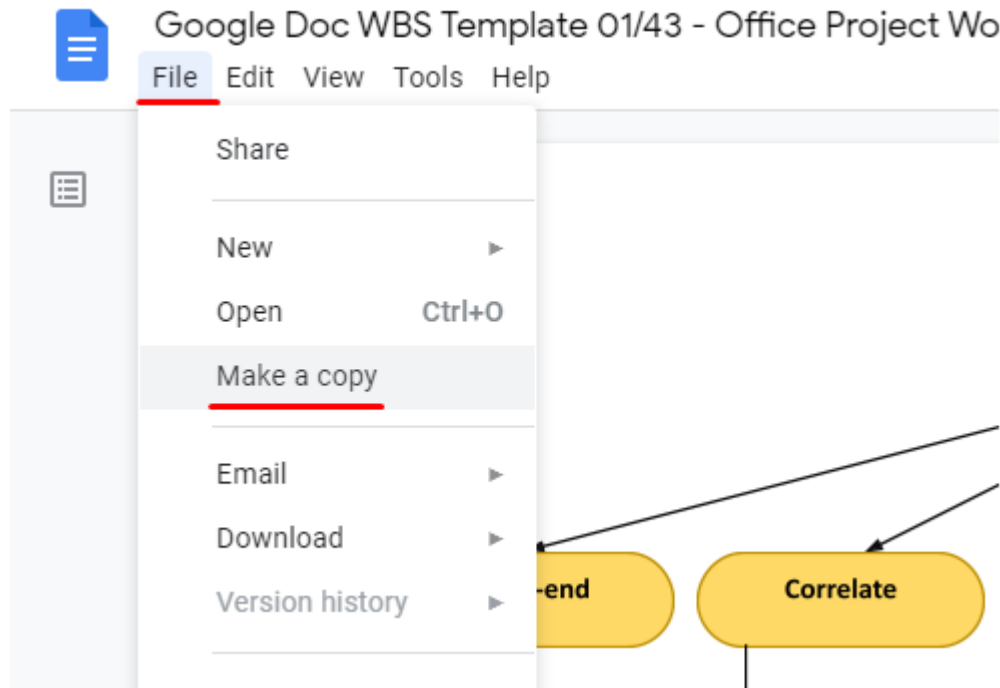 Google Doc WBS Template 01/43 - Office Project Wo
File Edit View Tools Help
Share
New
Open Ctrl+O
Make a copy
Email
Download
Version history
-end
Correlate